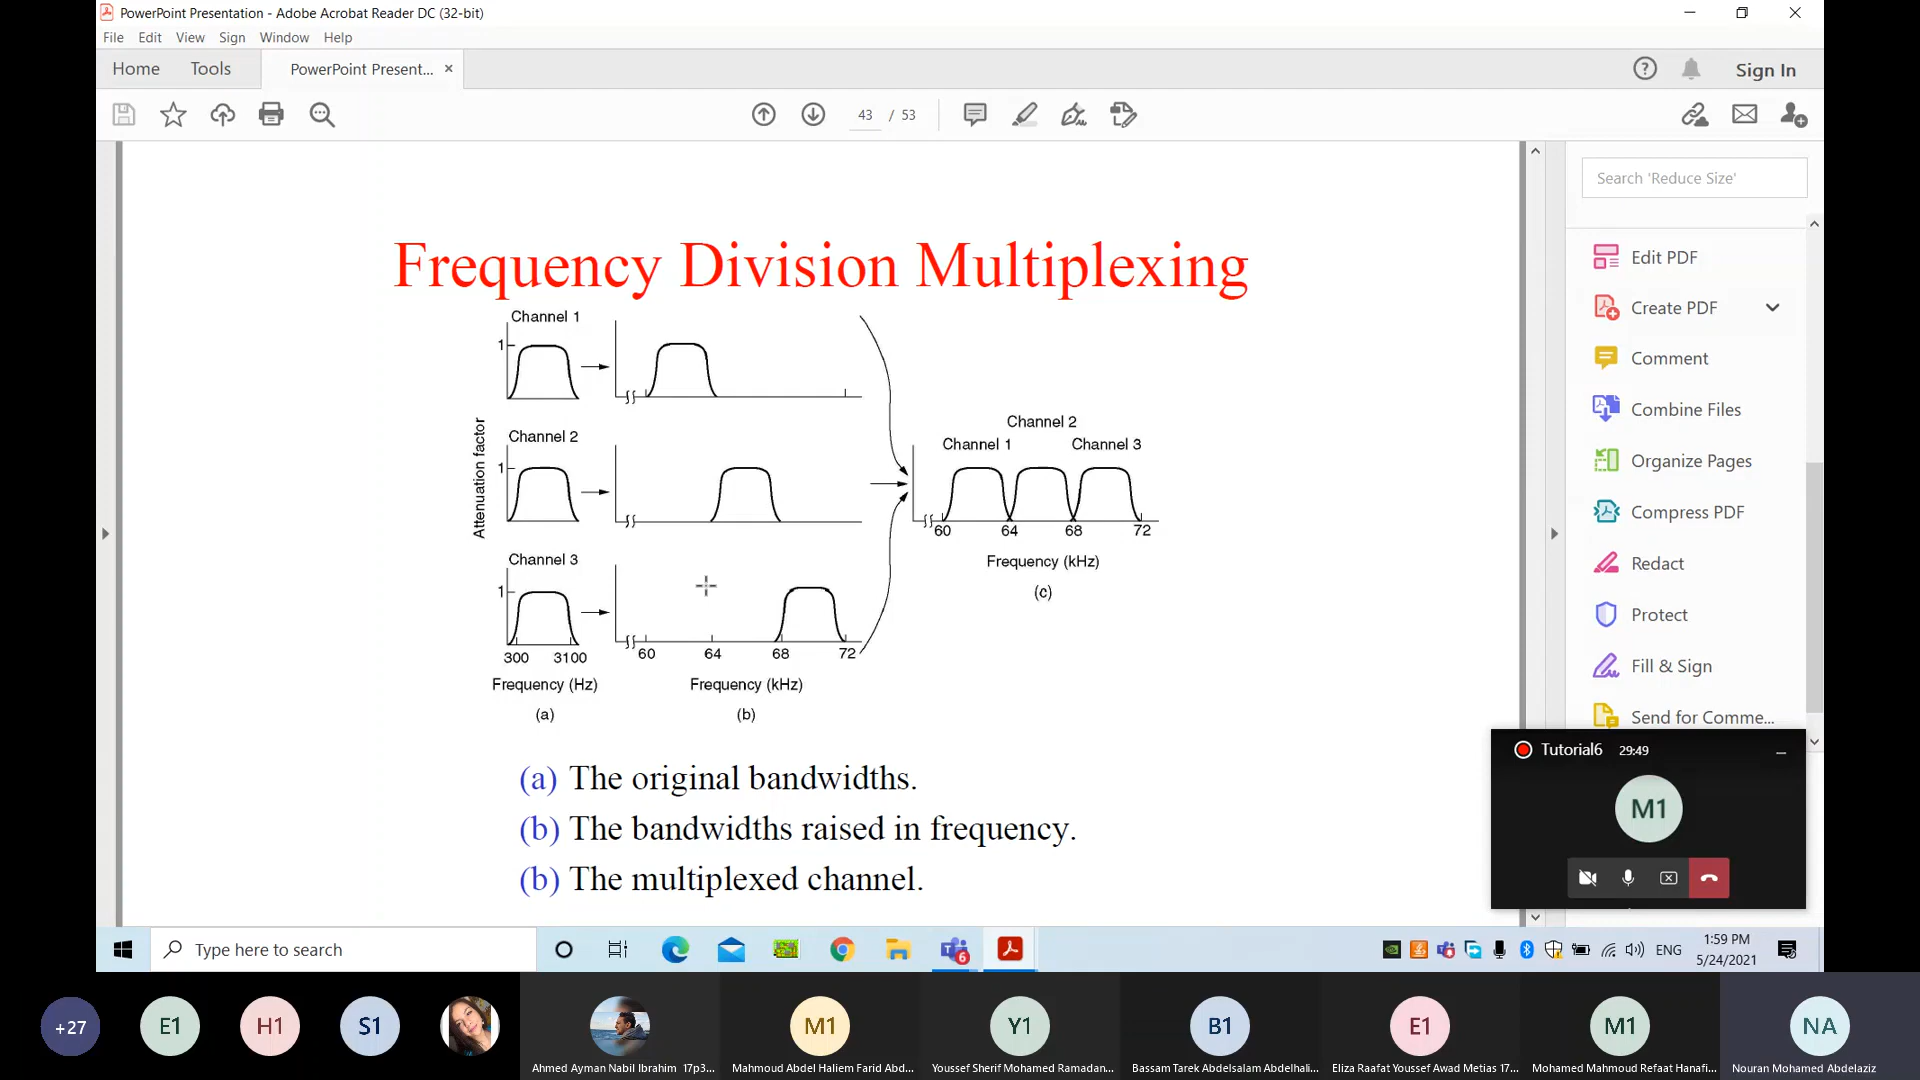 PowerPoint Presentation - Adobe Acrobat Reader DC (32-bit)
File Edit View Sign Window Help
Home Tools PowerPoint Present... × Sign In
43 / 53
Search 'Reduce Size'
Edit PDF
Create PDF
Comment
Combine Files
Organize Pages
Compress PDF
Redact
Protect
Fill & Sign
Send for Comme...
Frequency Division Multiplexing
Channel 1
1
Channel 2
1
Attenuation factor
Channel 3
1
300 3100
Frequency (Hz)
(a)
60 64 68 72
Frequency (kHz)
(b)
Channel 2
Channel 1 Channel 3
60 64 68 72
Frequency (kHz)
(c)
(a) The original bandwidths.
(b) The bandwidths raised in frequency.
(b) The multiplexed channel.
Tutorial6 29:49
M1
Type here to search
6
ENG
1:59 PM
5/24/2021
+27 E1 H1 S1 M1 Y1 B1 E1 M1 NA
Ahmed Ayman Nabil Ibrahim 17p3...
Mahmoud Abdel Haliem Farid Abd...
Youssef Sherif Mohamed Ramadan...
Bassam Tarek Abdelsalam Abdelhali...
Eliza Raafat Youssef Awad Metias 17...
Mohamed Mahmoud Refaat Hanafi...
Nouran Mohamed Abdelaziz